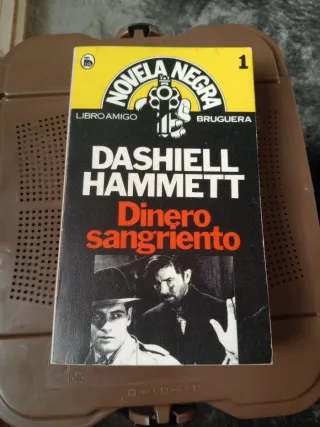 1
NOVELA NEGRA
LIBRO AMIGO BRUGUERA
DASHIELL
HAMMETT
Dinero
sangriento